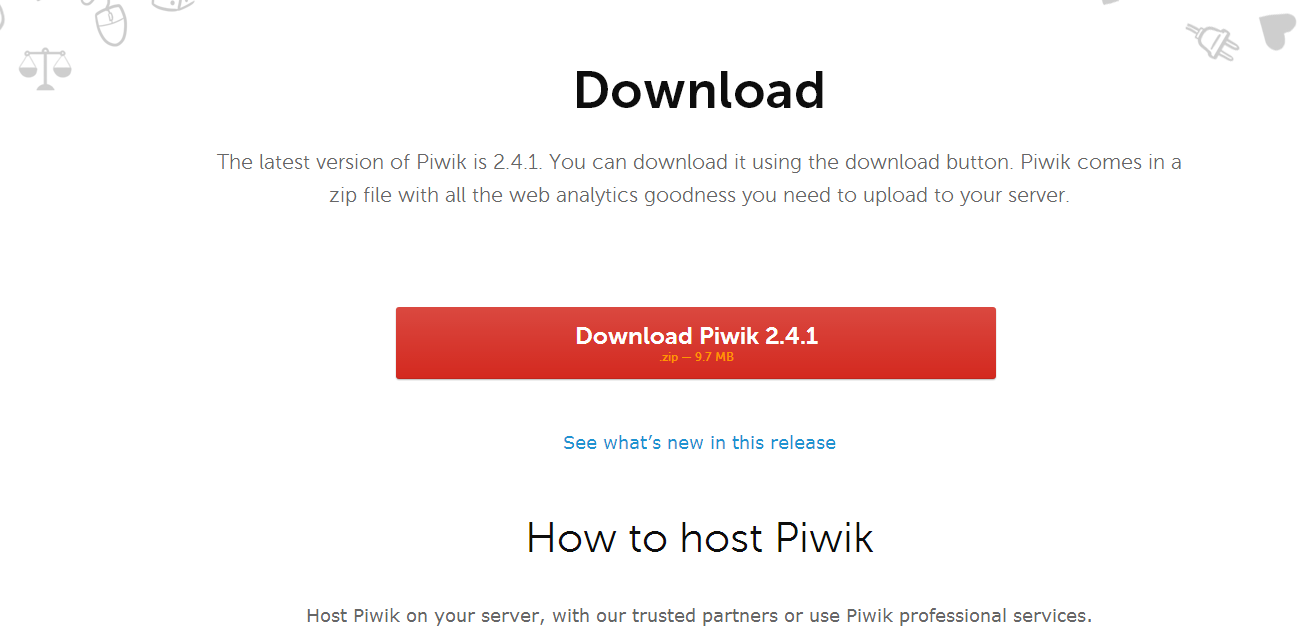 Download
The latest version of Piwik is 2.4.1. You can download it using the download button. Piwik comes in a
zip file with all the web analytics goodness you need to upload to your server.
Download Piwik 2.4.1
.zip — 9.7 MB
See what’s new in this release
How to host Piwik
Host Piwik on your server, with our trusted partners or use Piwik professional services.